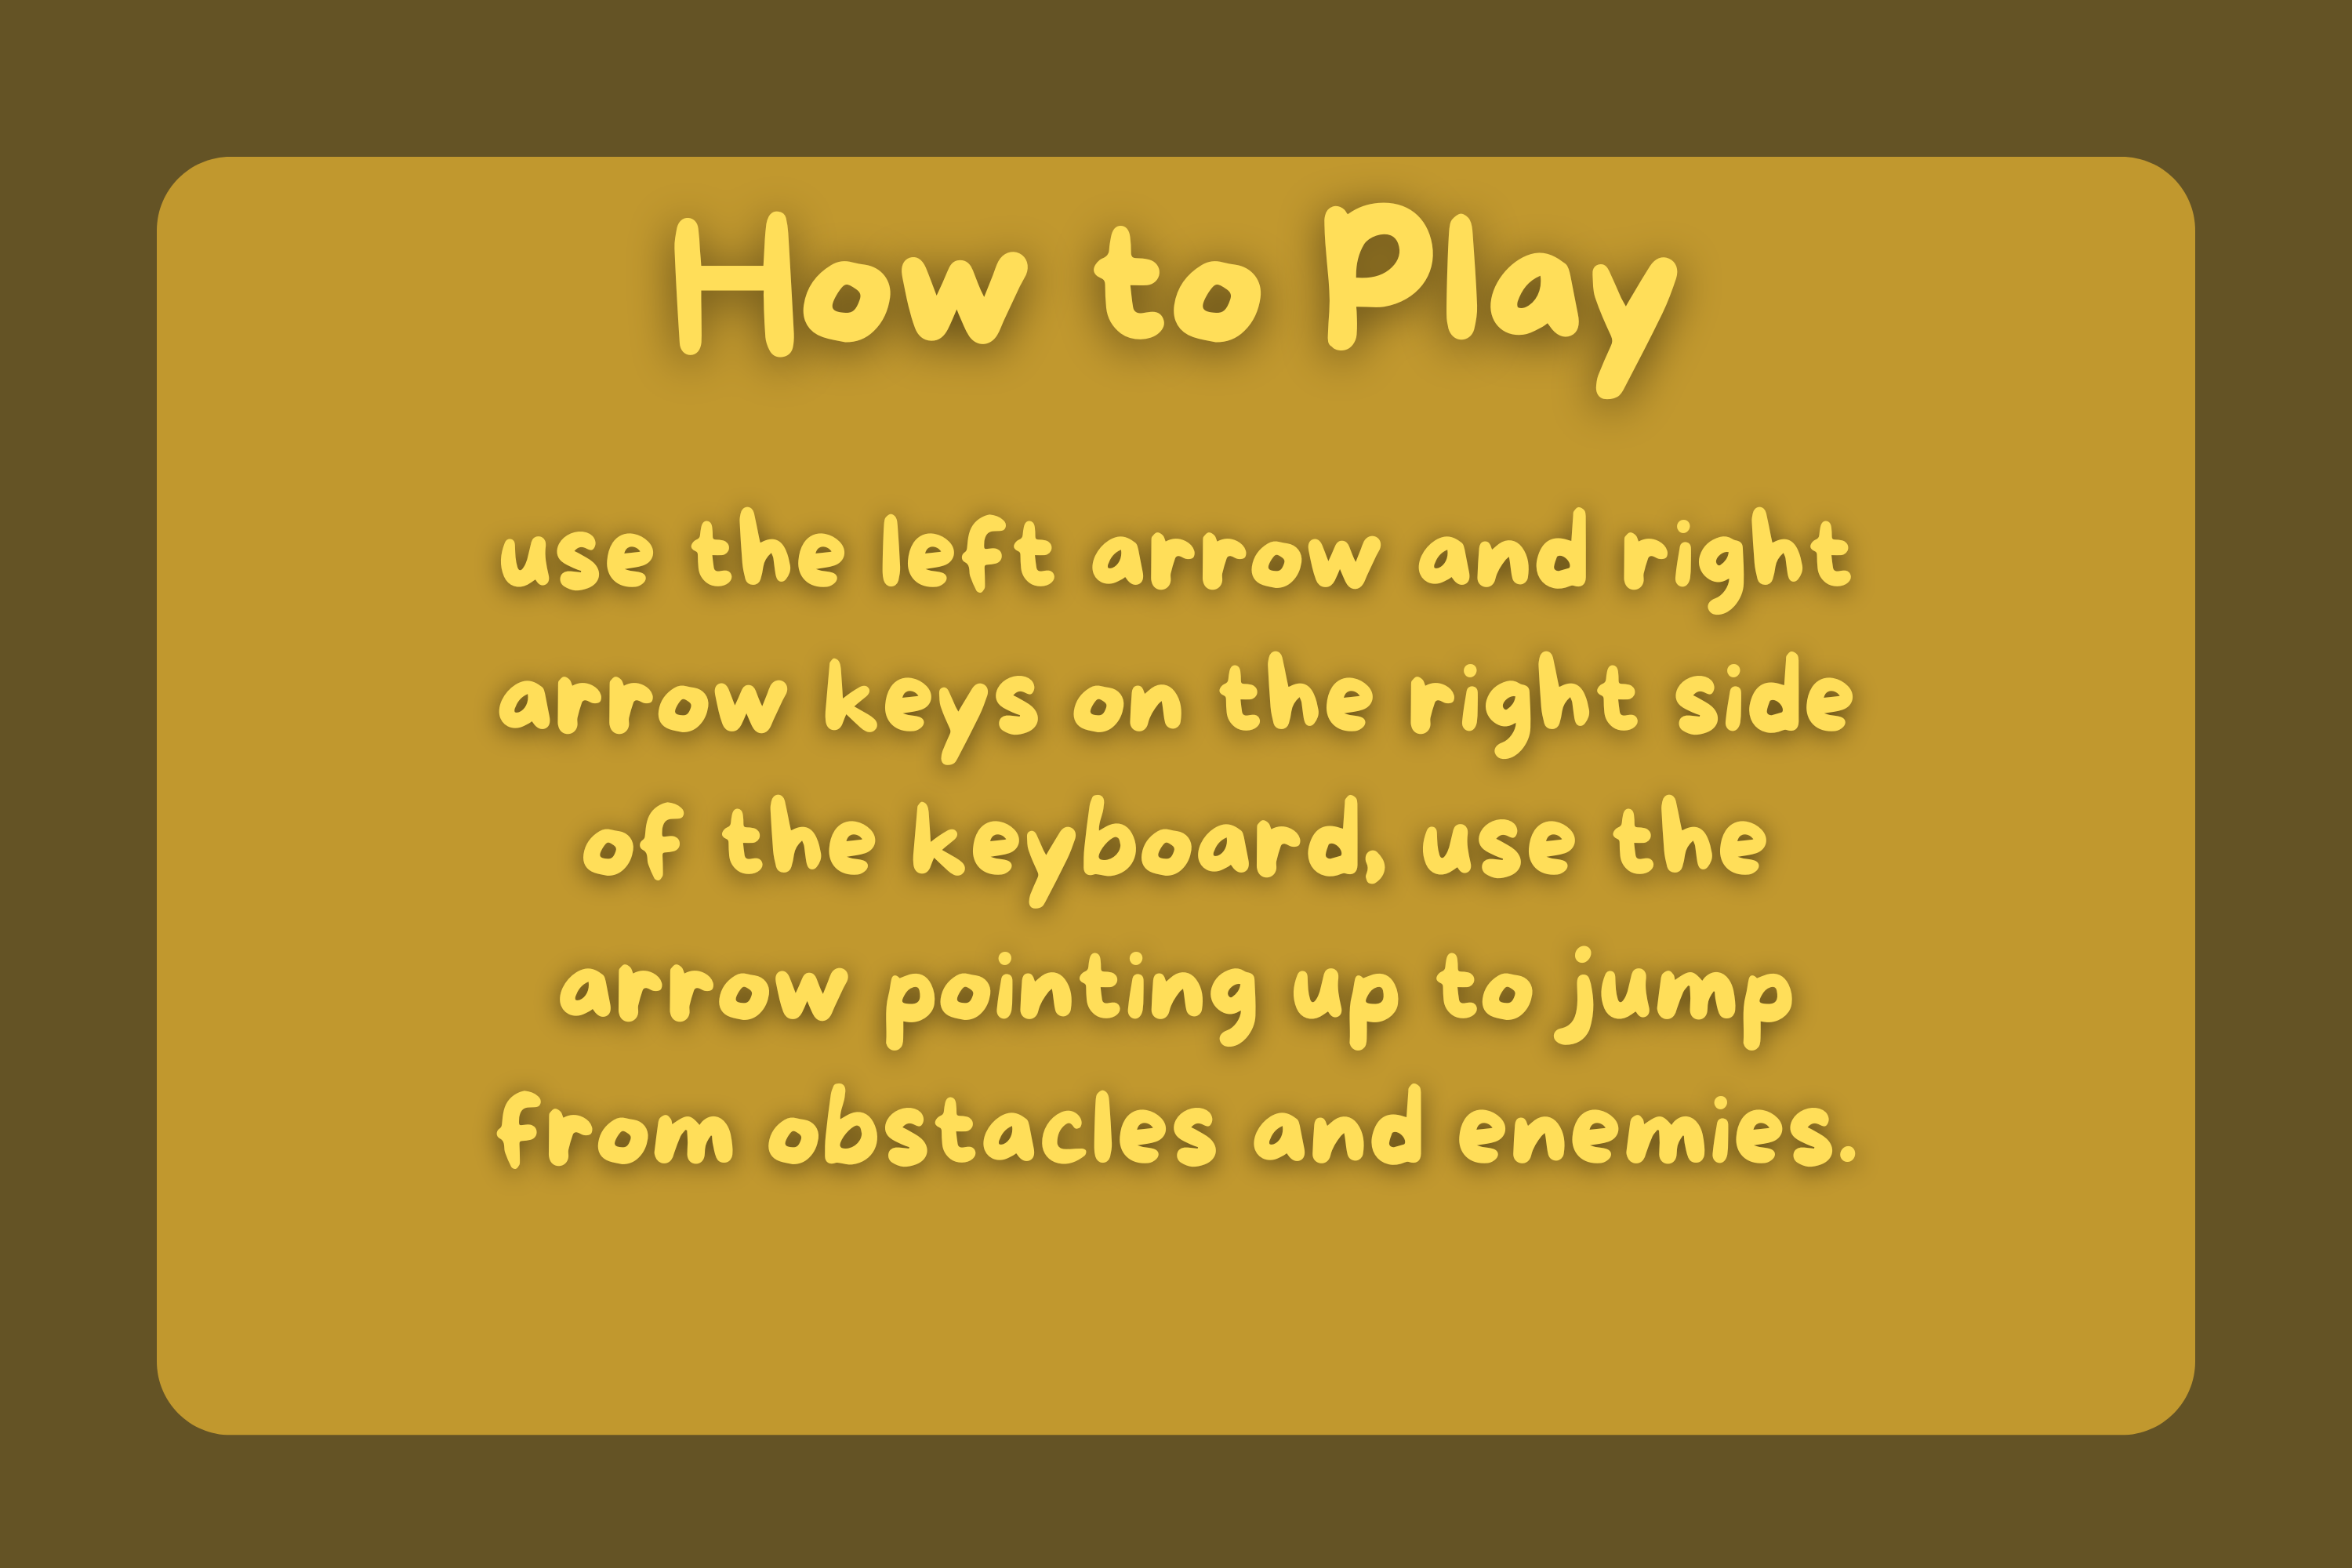 How to Play
use the left arrow and right
arrow keys on the right side
of the keyboard, use the
arrow pointing up to jump
from obstacles and enemies.